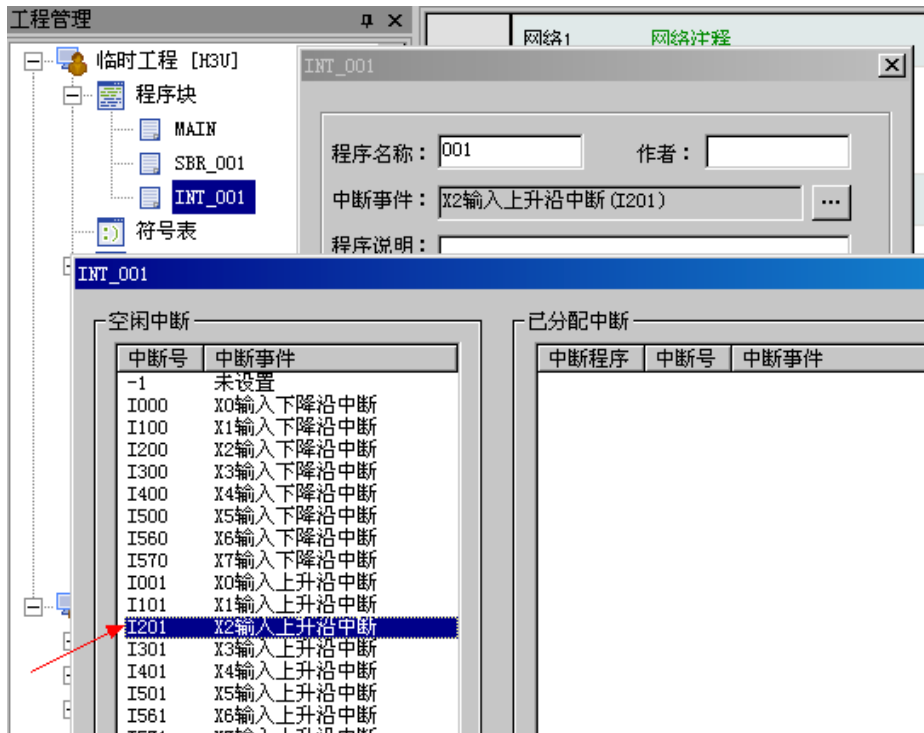 工程管理
网络1 网络注释
临时工程 [H3U]
INT_001
程序块
MAIN
程序名称： 001 作者：
SBR_001
INT_001
中断事件： X2输入上升沿中断(I201) ...
符号表
程序说明：
INT_001
空闲中断
已分配中断
中断号 中断事件
中断程序 中断号 中断事件
-1 未设置
I000 X0输入下降沿中断
I100 X1输入下降沿中断
I200 X2输入下降沿中断
I300 X3输入下降沿中断
I400 X4输入下降沿中断
I500 X5输入下降沿中断
I560 X6输入下降沿中断
I570 X7输入下降沿中断
I001 X0输入上升沿中断
I101 X1输入上升沿中断
I201 X2输入上升沿中断
I301 X3输入上升沿中断
I401 X4输入上升沿中断
I501 X5输入上升沿中断
I561 X6输入上升沿中断